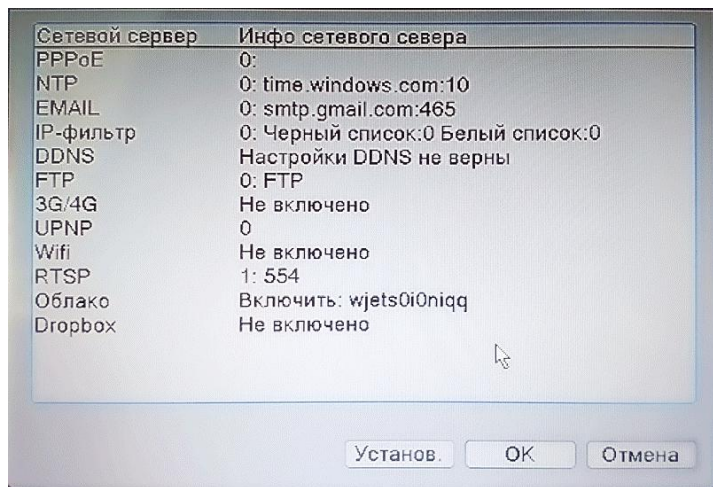 Сетевой сервер Инфо сетевого севера
PPPoE 0:
NTP 0: time.windows.com:10
EMAIL 0: smtp.gmail.com:465
IP-фильтр 0: Черный список:0 Белый список:0
DDNS Настройки DDNS не верны
FTP 0: FTP
3G/4G Не включено
UPNP 0
Wifi Не включено
RTSP 1: 554
Облако Включить: wjets0i0niqq
Dropbox Не включено
Установ. OK Отмена